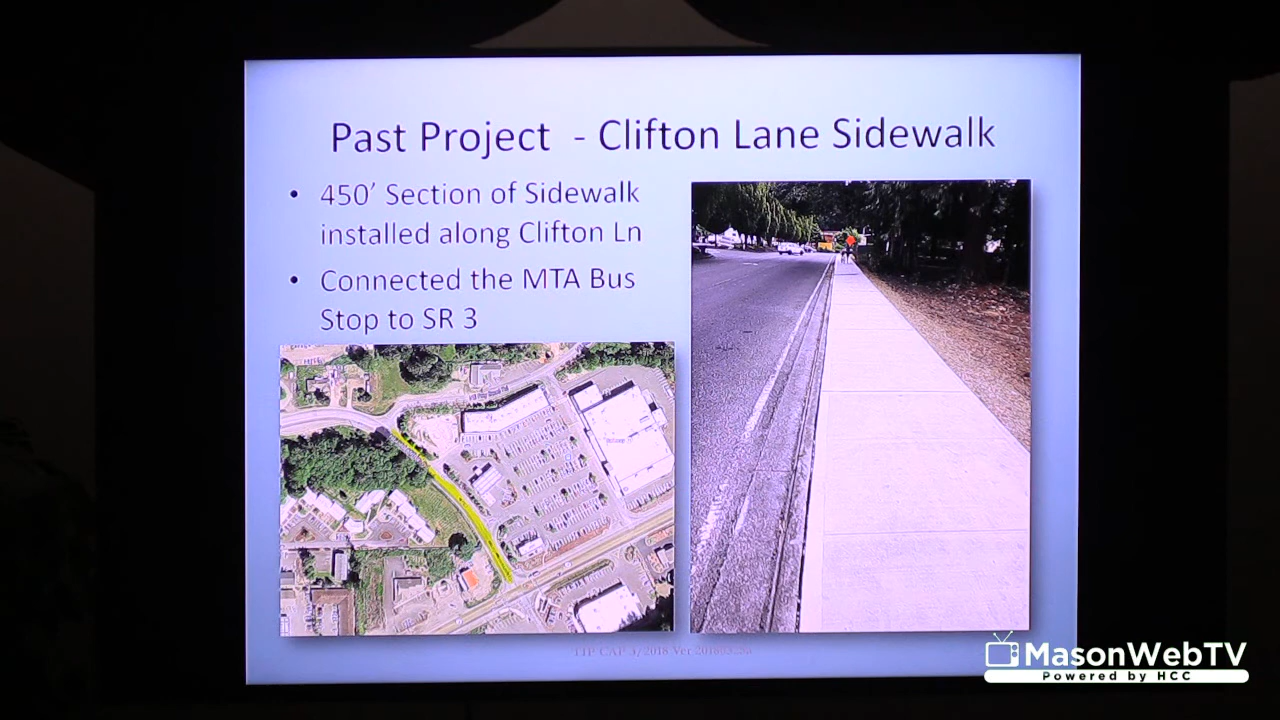 Past Project - Clifton Lane Sidewalk
• 450’ Section of Sidewalk
installed along Clifton Ln
• Connected the MTA Bus
Stop to SR 3
MasonWebTV
Powered by HCC